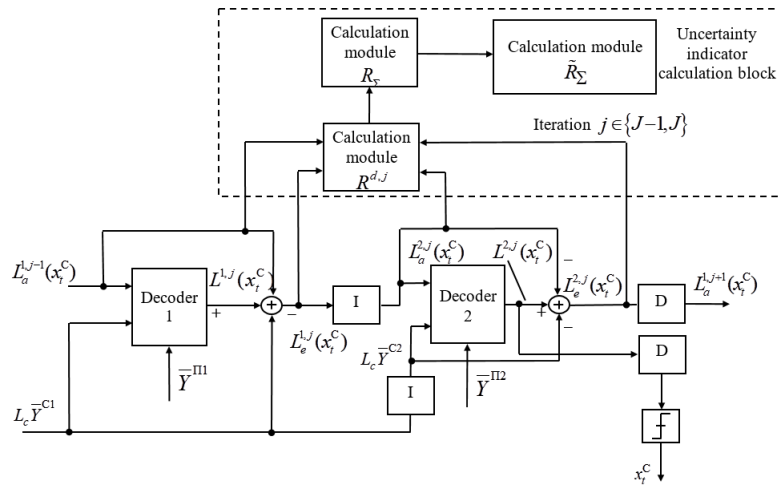 Calculation
module
R_Σ
Calculation module
R̃_Σ
Uncertainty
indicator
calculation block
Calculation
module
R^{d,j}
Iteration j∈{J−1,J}
L_a^{1,j−1}(x_t^C)
Decoder
1
L^{1,j}(x_t^C)
+
+
−
−
L_e^{1,j}(x_t^C)
I
L_a^{2,j}(x_t^C)
Decoder
2
L^{2,j}(x_t^C)
+
+
−
−
L_e^{2,j}(x_t^C)
D
L_a^{1,j+1}(x_t^C)
Y̅^{П1}
L_c Y̅^{C2}
I
Y̅^{П2}
D
L_c Y̅^{C1}
x_t^C